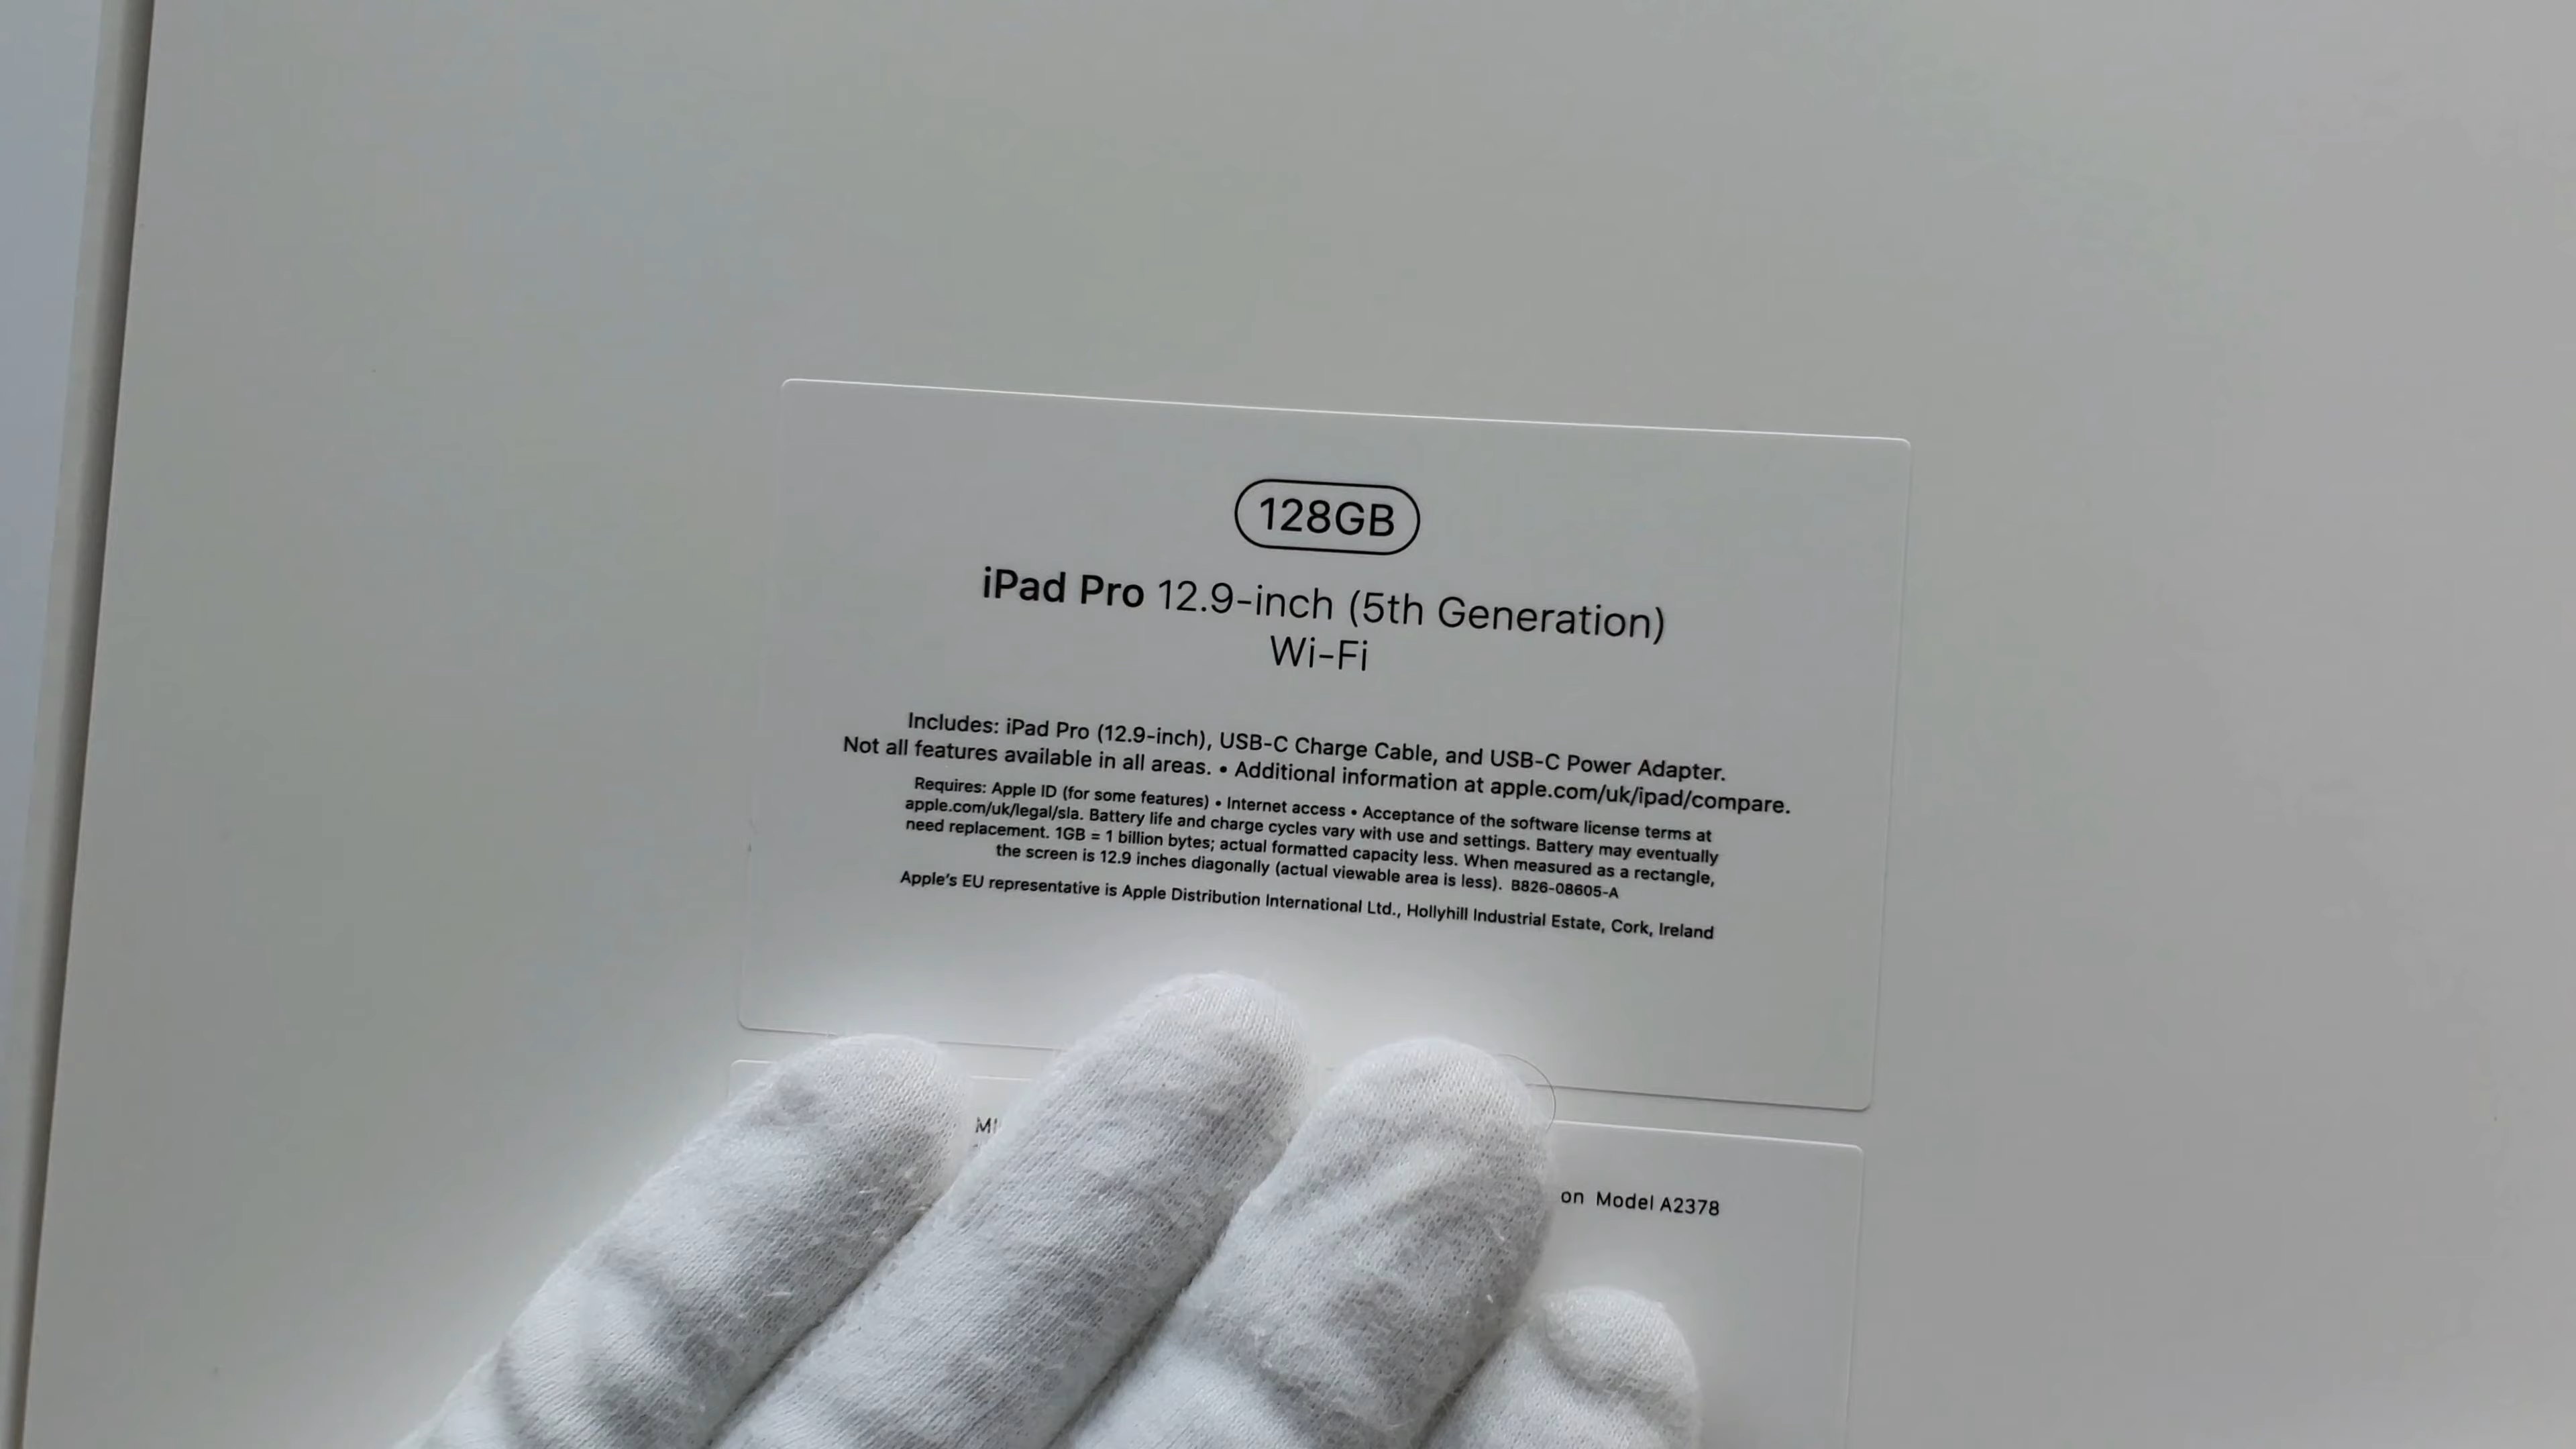 128GB
iPad Pro 12.9-inch (5th Generation)
Wi-Fi
Includes: iPad Pro (12.9-inch), USB-C Charge Cable, and USB-C Power Adapter.
Not all features available in all areas. • Additional information at apple.com/uk/ipad/compare.
Requires: Apple ID (for some features) • Internet access • Acceptance of the software license terms at
apple.com/uk/legal/sla. Battery life and charge cycles vary with use and settings. Battery may eventually
need replacement. 1GB = 1 billion bytes; actual formatted capacity less. When measured as a rectangle,
the screen is 12.9 inches diagonally (actual viewable area is less). B826-08605-A
Apple's EU representative is Apple Distribution International Ltd., Hollyhill Industrial Estate, Cork, Ireland
on Model A2378